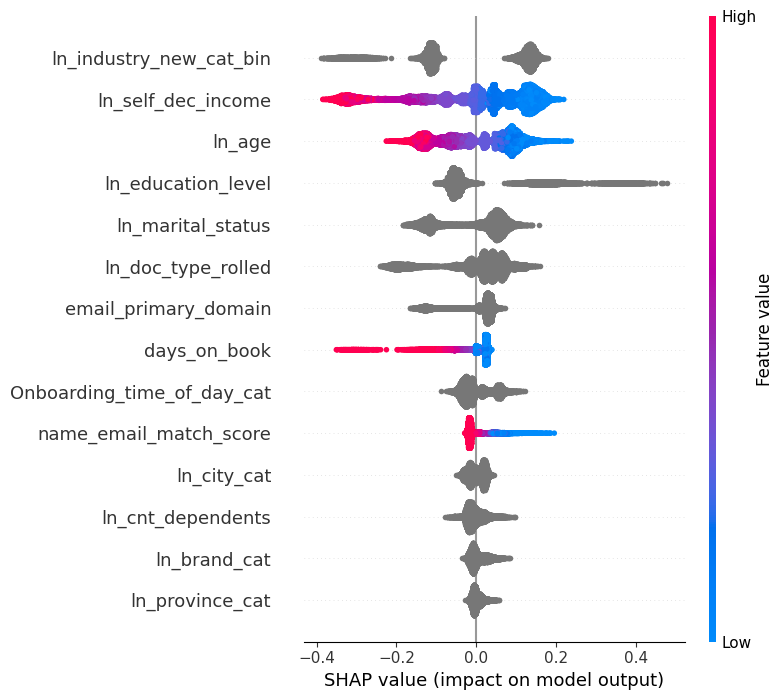 High
ln_industry_new_cat_bin
ln_self_dec_income
ln_age
ln_education_level
ln_marital_status
ln_doc_type_rolled
email_primary_domain
days_on_book
Onboarding_time_of_day_cat
name_email_match_score
ln_city_cat
ln_cnt_dependents
ln_brand_cat
ln_province_cat
Feature value
Low
−0.4 −0.2 0.0 0.2 0.4
SHAP value (impact on model output)